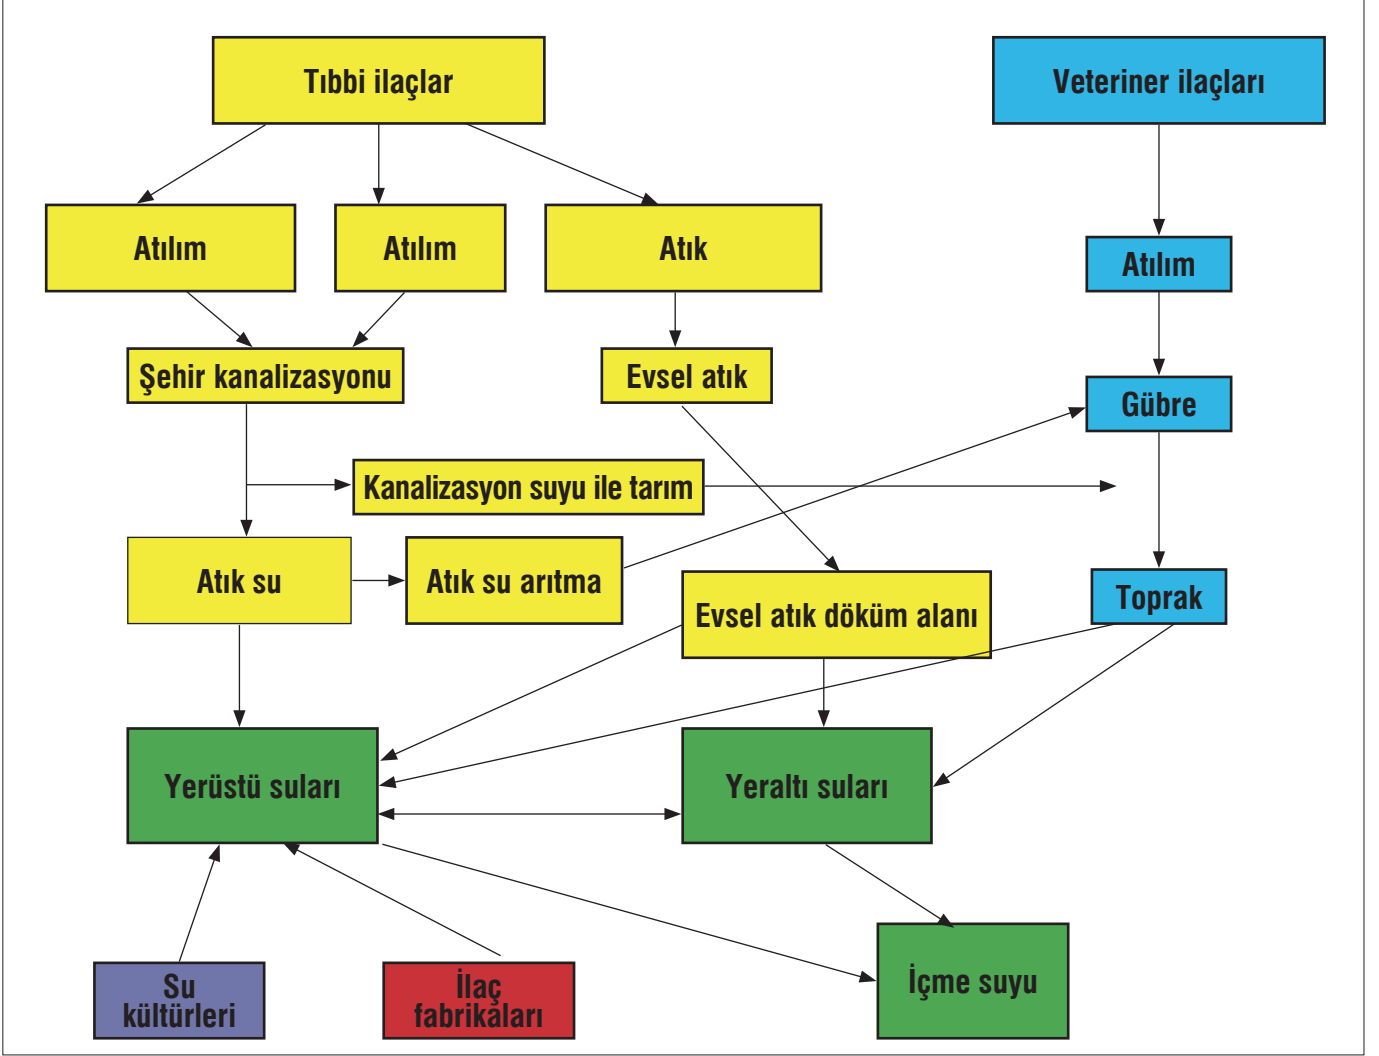 Tıbbi ilaçlar
Veteriner ilaçları
Atılım
Atılım
Atık
Atılım
Şehir kanalizasyonu
Evsel atık
Gübre
Kanalizasyon suyu ile tarım
Atık su
Atık su arıtma
Evsel atık döküm alanı
Toprak
Yerüstü suları
Yeraltı suları
Su
kültürleri
İlaç
fabrikaları
İçme suyu